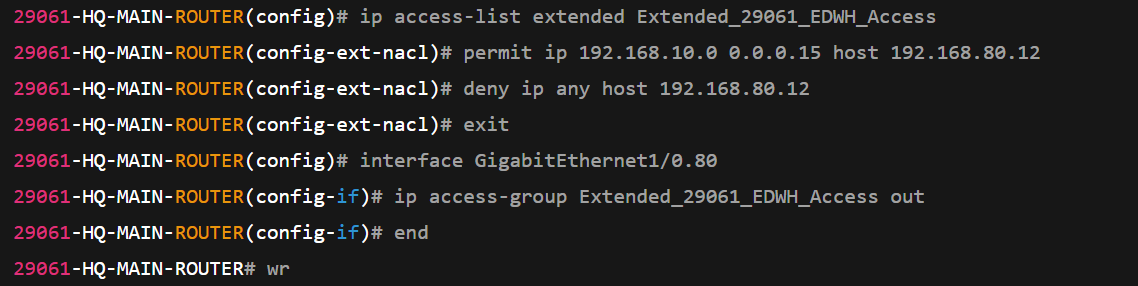 29061-HQ-MAIN-ROUTER(config)# ip access-list extended Extended_29061_EDWH_Access
29061-HQ-MAIN-ROUTER(config-ext-nacl)# permit ip 192.168.10.0 0.0.0.15 host 192.168.80.12
29061-HQ-MAIN-ROUTER(config-ext-nacl)# deny ip any host 192.168.80.12
29061-HQ-MAIN-ROUTER(config-ext-nacl)# exit
29061-HQ-MAIN-ROUTER(config)# interface GigabitEthernet1/0.80
29061-HQ-MAIN-ROUTER(config-if)# ip access-group Extended_29061_EDWH_Access out
29061-HQ-MAIN-ROUTER(config-if)# end
29061-HQ-MAIN-ROUTER# wr